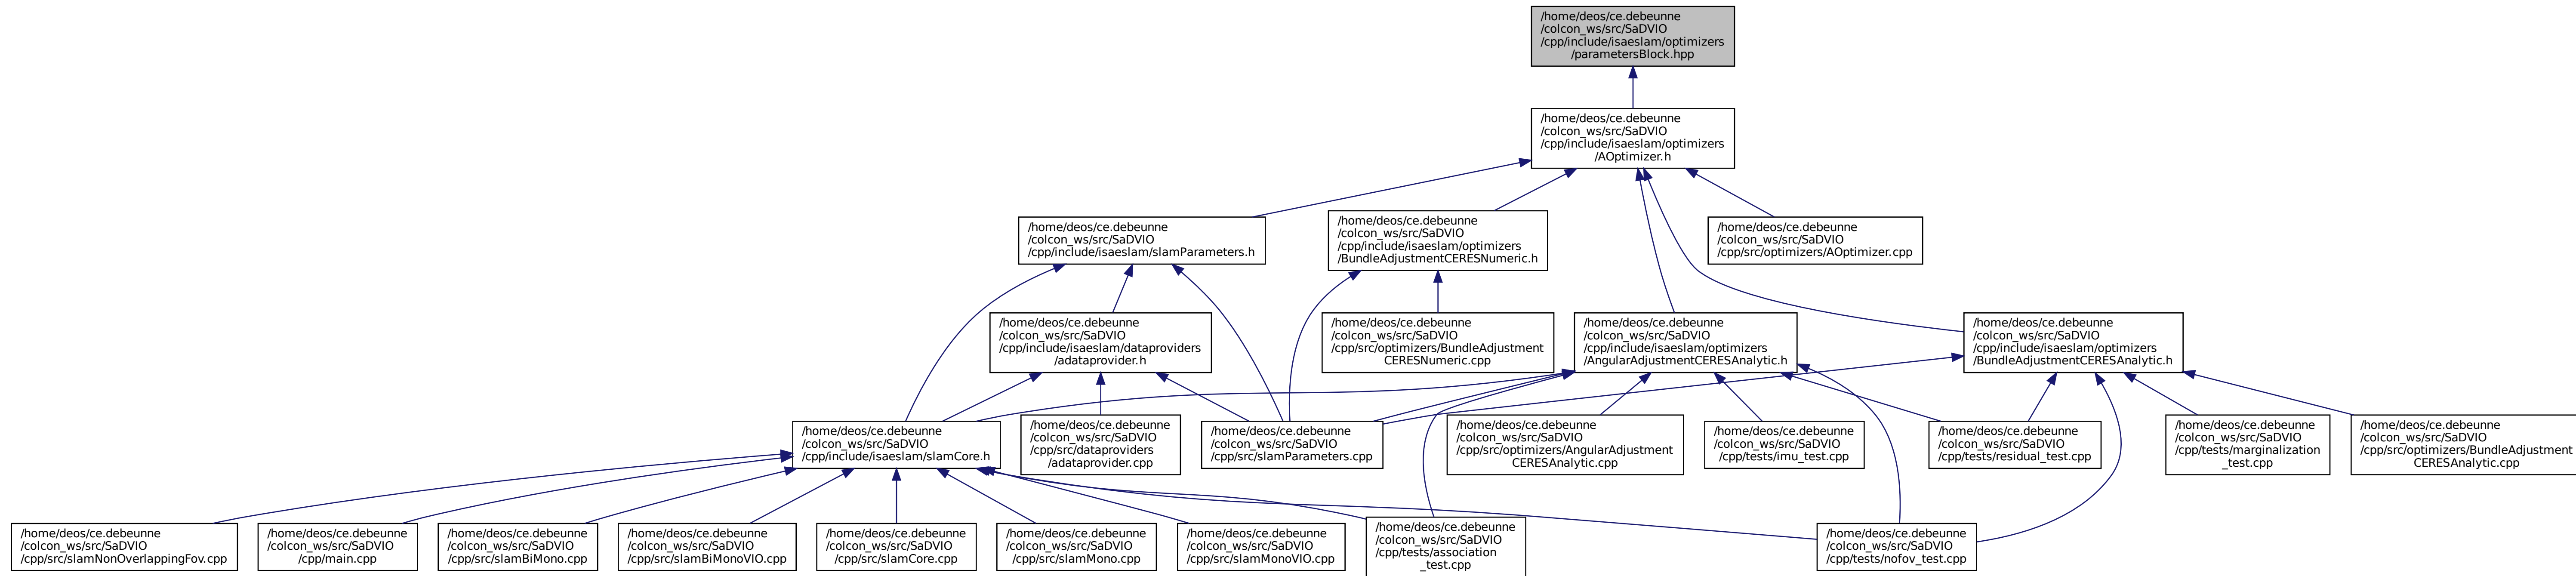 /home/deos/ce.debeunne
/colcon_ws/src/SaDVIO
/cpp/include/isaeslam/optimizers
/parametersBlock.hpp
/home/deos/ce.debeunne
/colcon_ws/src/SaDVIO
/cpp/include/isaeslam/optimizers
/AOptimizer.h
/home/deos/ce.debeunne
/colcon_ws/src/SaDVIO
/cpp/include/isaeslam/slamParameters.h
/home/deos/ce.debeunne
/colcon_ws/src/SaDVIO
/cpp/include/isaeslam/optimizers
/BundleAdjustmentCERESNumeric.h
/home/deos/ce.debeunne
/colcon_ws/src/SaDVIO
/cpp/src/optimizers/AOptimizer.cpp
/home/deos/ce.debeunne
/colcon_ws/src/SaDVIO
/cpp/include/isaeslam/dataproviders
/adataprovider.h
/home/deos/ce.debeunne
/colcon_ws/src/SaDVIO
/cpp/src/optimizers/BundleAdjustment
CERESNumeric.cpp
/home/deos/ce.debeunne
/colcon_ws/src/SaDVIO
/cpp/include/isaeslam/optimizers
/AngularAdjustmentCERESAnalytic.h
/home/deos/ce.debeunne
/colcon_ws/src/SaDVIO
/cpp/include/isaeslam/optimizers
/BundleAdjustmentCERESAnalytic.h
/home/deos/ce.debeunne
/colcon_ws/src/SaDVIO
/cpp/include/isaeslam/slamCore.h
/home/deos/ce.debeunne
/colcon_ws/src/SaDVIO
/cpp/src/dataproviders
/adataprovider.cpp
/home/deos/ce.debeunne
/colcon_ws/src/SaDVIO
/cpp/src/slamParameters.cpp
/home/deos/ce.debeunne
/colcon_ws/src/SaDVIO
/cpp/src/optimizers/AngularAdjustment
CERESAnalytic.cpp
/home/deos/ce.debeunne
/colcon_ws/src/SaDVIO
/cpp/tests/imu_test.cpp
/home/deos/ce.debeunne
/colcon_ws/src/SaDVIO
/cpp/tests/residual_test.cpp
/home/deos/ce.debeunne
/colcon_ws/src/SaDVIO
/cpp/tests/marginalization
_test.cpp
/home/deos/ce.debeunne
/colcon_ws/src/SaDVIO
/cpp/src/optimizers/BundleAdjustment
CERESAnalytic.cpp
/home/deos/ce.debeunne
/colcon_ws/src/SaDVIO
/cpp/src/slamNonOverlappingFov.cpp
/home/deos/ce.debeunne
/colcon_ws/src/SaDVIO
/cpp/main.cpp
/home/deos/ce.debeunne
/colcon_ws/src/SaDVIO
/cpp/src/slamBiMono.cpp
/home/deos/ce.debeunne
/colcon_ws/src/SaDVIO
/cpp/src/slamBiMonoVIO.cpp
/home/deos/ce.debeunne
/colcon_ws/src/SaDVIO
/cpp/src/slamCore.cpp
/home/deos/ce.debeunne
/colcon_ws/src/SaDVIO
/cpp/src/slamMono.cpp
/home/deos/ce.debeunne
/colcon_ws/src/SaDVIO
/cpp/src/slamMonoVIO.cpp
/home/deos/ce.debeunne
/colcon_ws/src/SaDVIO
/cpp/tests/association
_test.cpp
/home/deos/ce.debeunne
/colcon_ws/src/SaDVIO
/cpp/tests/nofov_test.cpp